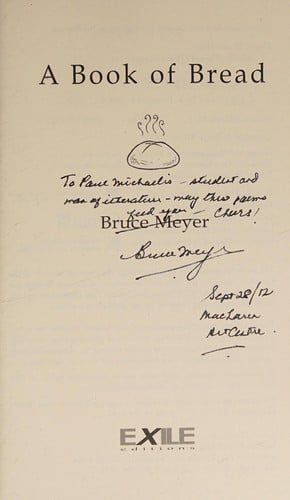 A Book of Bread
To Paul Michaelis – student and
man of literature – may these poems
feed you – Cheers!
Bruce Meyer
Bruce Meyer
Sept 28/12
MacLaren
Art Centre.
EXILE
editions